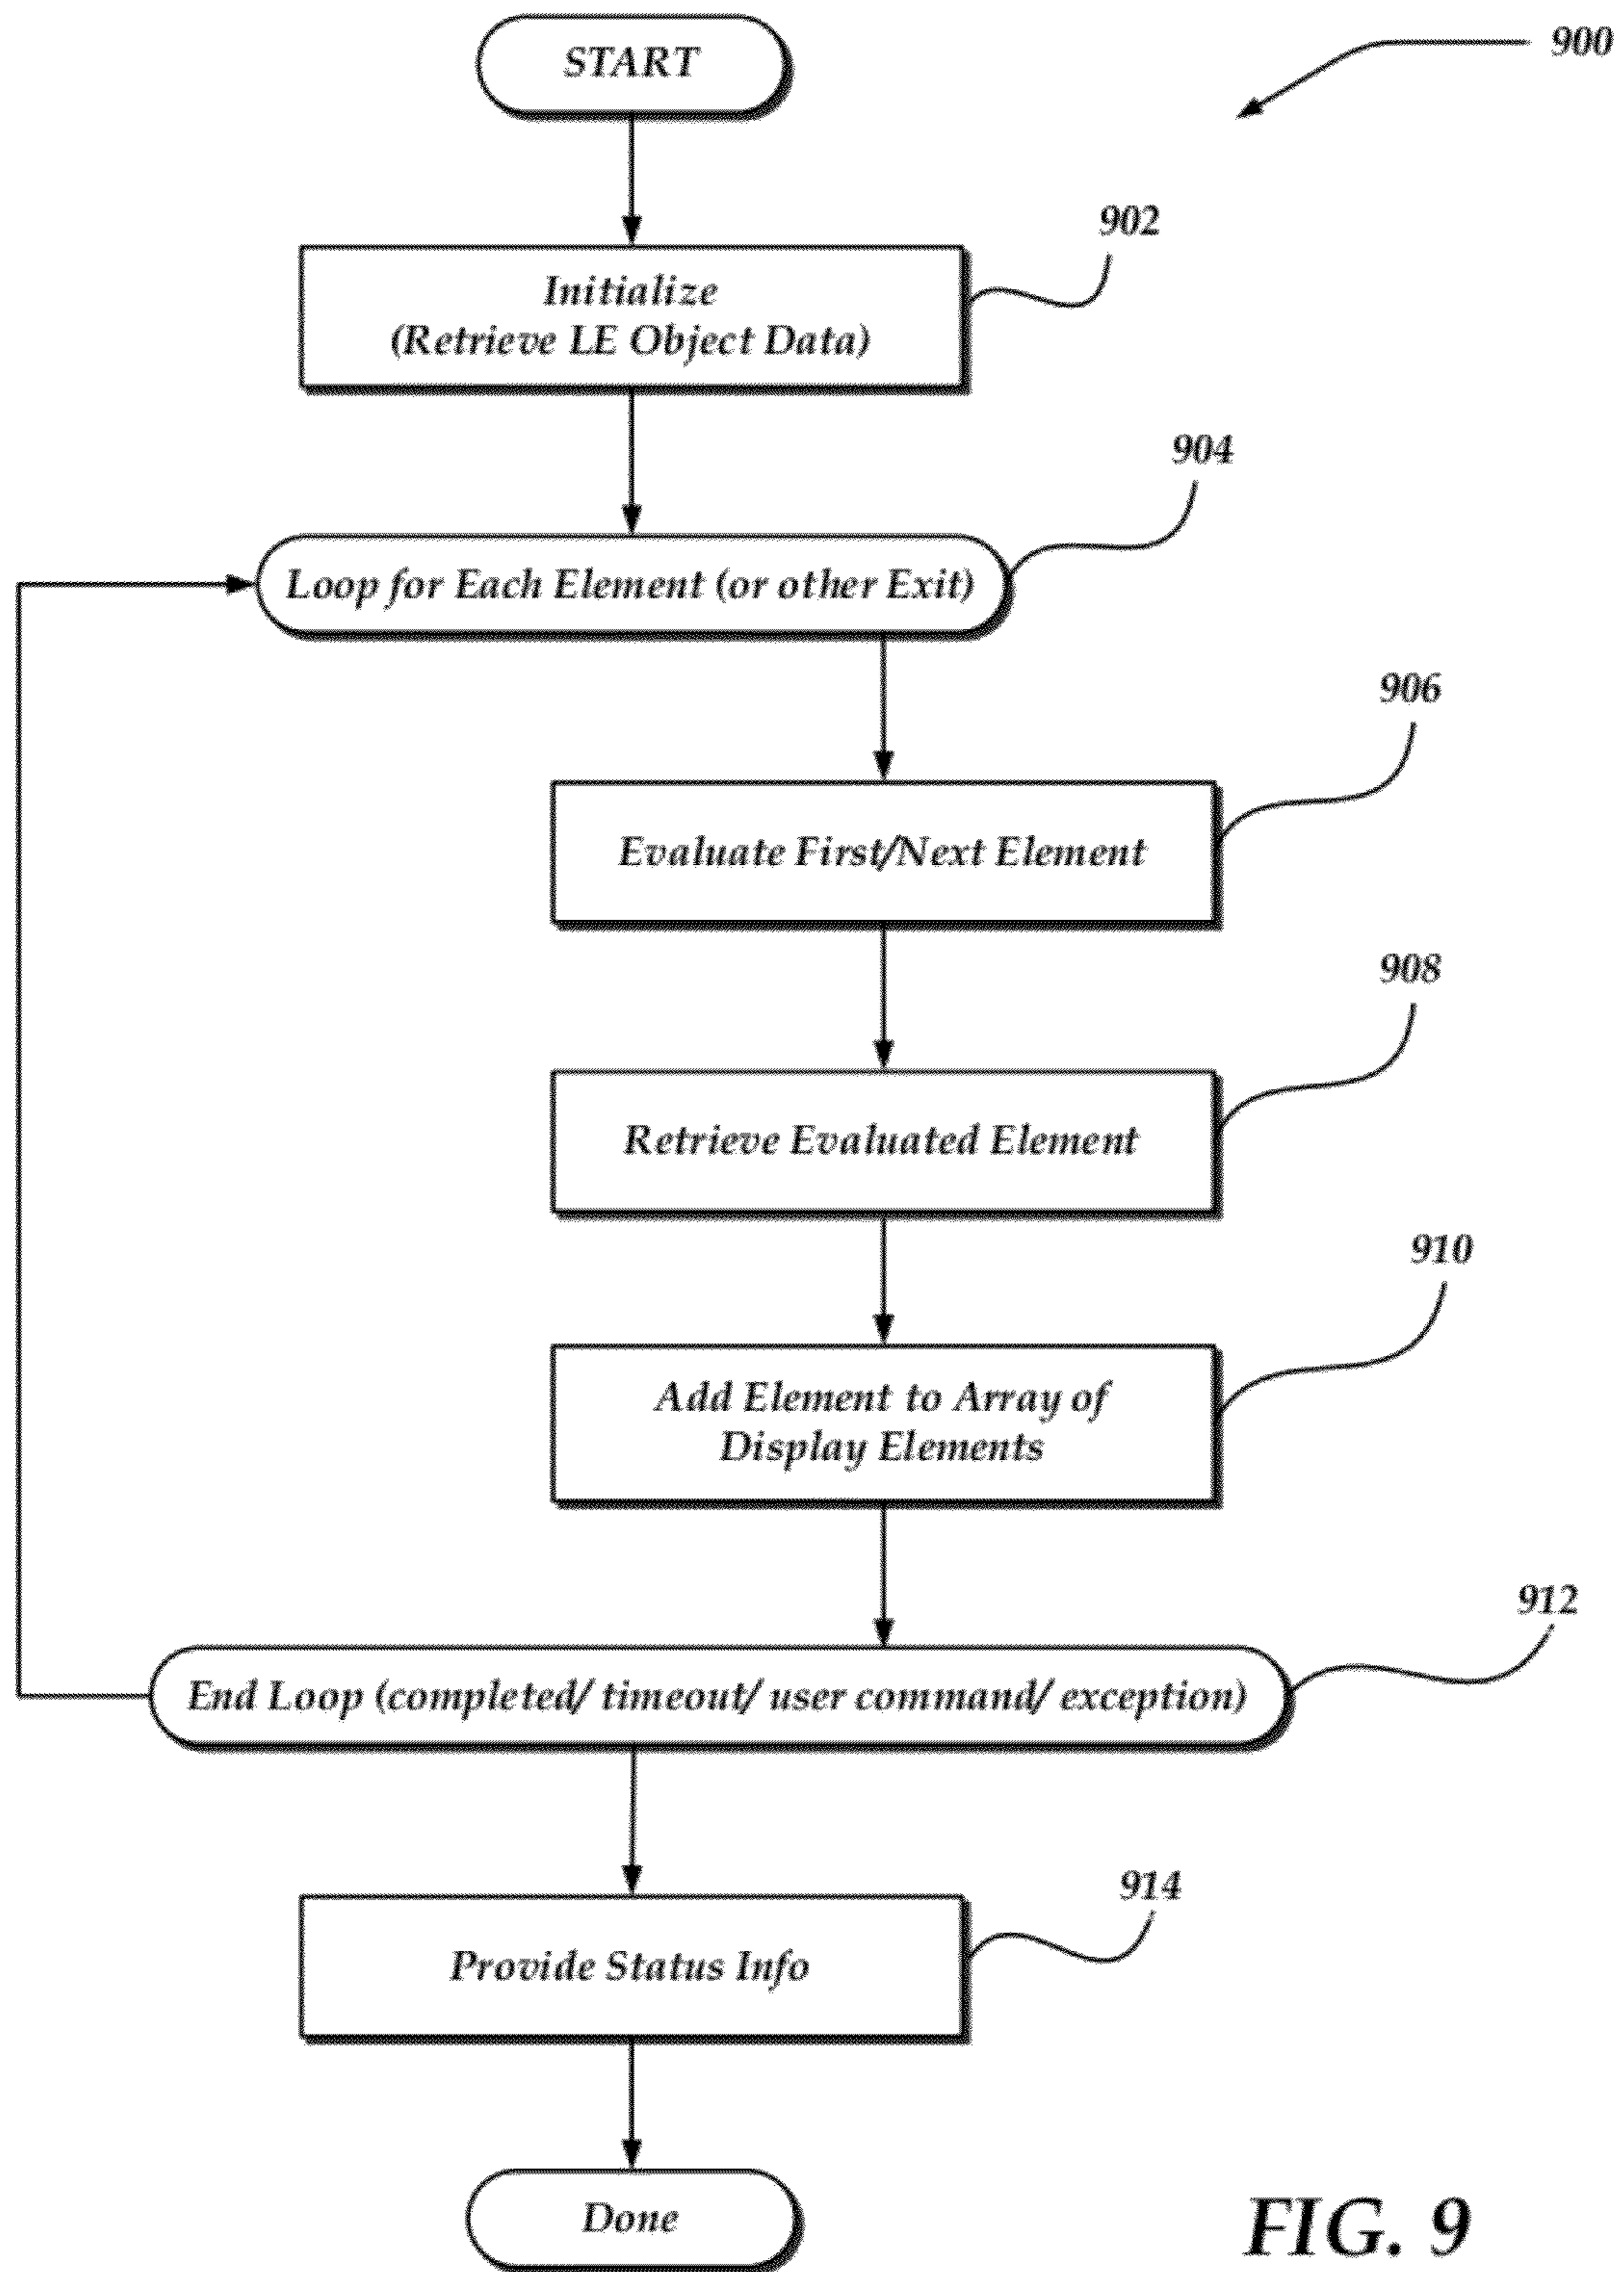 START
900
902
Initialize
(Retrieve LE Object Data)
904
Loop for Each Element (or other Exit)
906
Evaluate First/Next Element
908
Retrieve Evaluated Element
910
Add Element to Array of
Display Elements
912
End Loop (completed/ timeout/ user command/ exception)
914
Provide Status Info
Done
FIG. 9